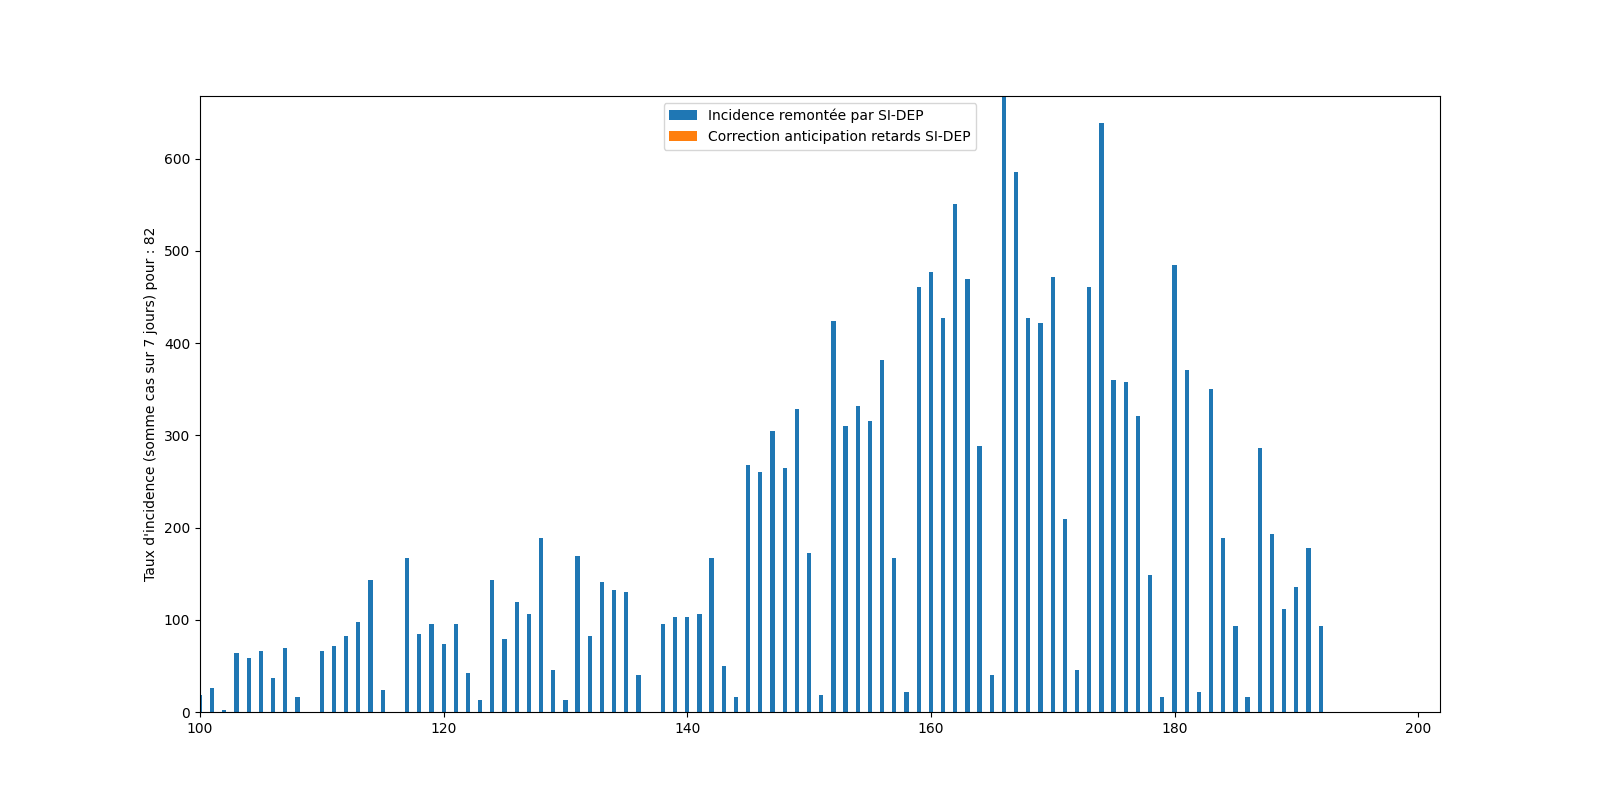 Incidence remontée par SI-DEP
Correction anticipation retards SI-DEP
Taux d'incidence (somme cas sur 7 jours) pour : 82
600
500
400
300
200
100
0
100 120 140 160 180 200